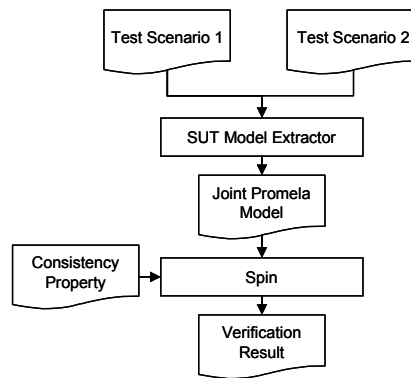 Test Scenario 1
Test Scenario 2
SUT Model Extractor
Joint Promela
Model
Consistency
Property
Spin
Verification
Result